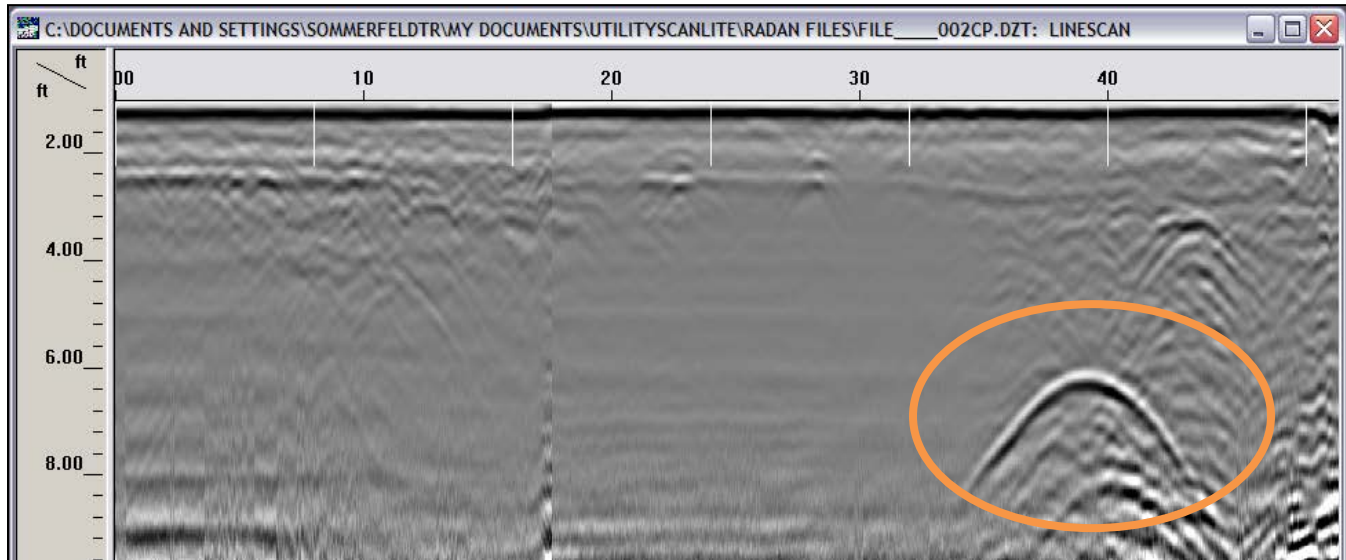 C:\DOCUMENTS AND SETTINGS\SOMMERFELDTR\MY DOCUMENTS\UTILITYSCANLITE\RADAN FILES\FILE____002CP.DZT: LINESCAN
ft
ft
00 10 20 30 40
2.00
4.00
6.00
8.00